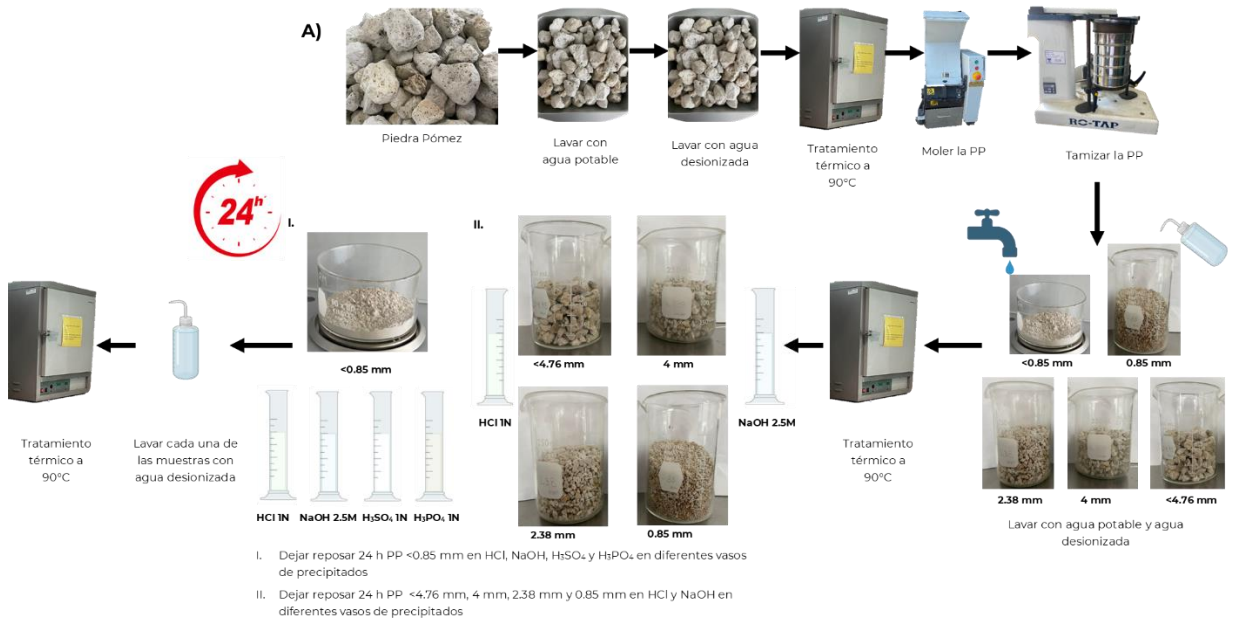 A)
Piedra Pómez
Lavar con
agua potable
Lavar con agua
desionizada
Tratamiento
térmico a
90°C
Moler la PP
RO-TAP
Tamizar la PP
24h
I.
<0.85 mm
HCl 1N
NaOH 2.5M
H₃SO₄ 1N
H₃PO₄ 1N
II.
HCl 1N
<4.76 mm
4 mm
2.38 mm
0.85 mm
NaOH 2.5M
Tratamiento
térmico a
90°C
<0.85 mm
0.85 mm
2.38 mm
4 mm
<4.76 mm
Lavar con agua potable y agua
desionizada
Lavar cada una de
las muestras con
agua desionizada
Tratamiento
térmico a
90°C
I. Dejar reposar 24 h PP <0.85 mm en HCl, NaOH, H₃SO₄ y H₃PO₄ en diferentes vasos
de precipitados
II. Dejar reposar 24 h PP <4.76 mm, 4 mm, 2.38 mm y 0.85 mm en HCl y NaOH en
diferentes vasos de precipitados